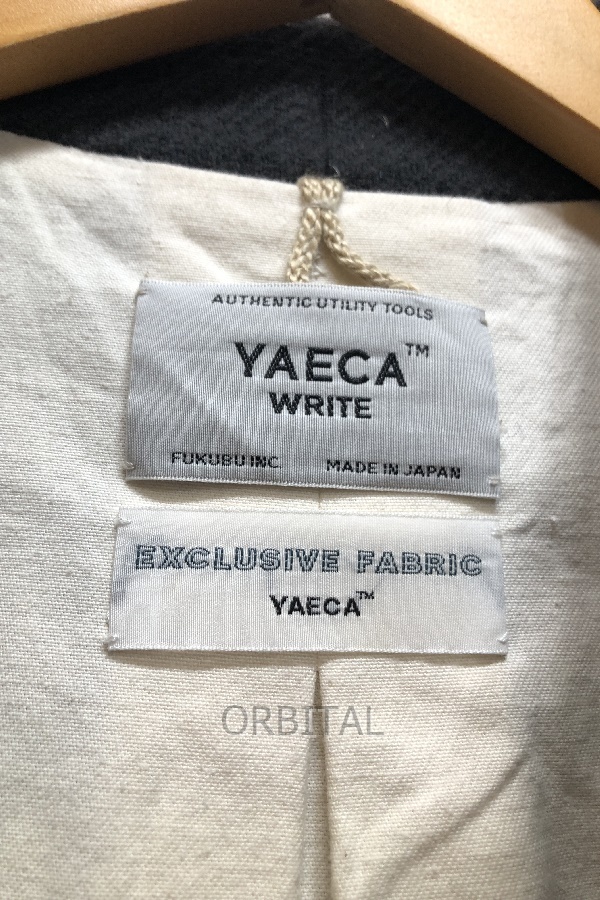 AUTHENTIC UTILITY TOOLS
YAECA™
WRITE
FUKUBU INC. MADE IN JAPAN
EXCLUSIVE FABRIC
YAECA™
ORBITAL